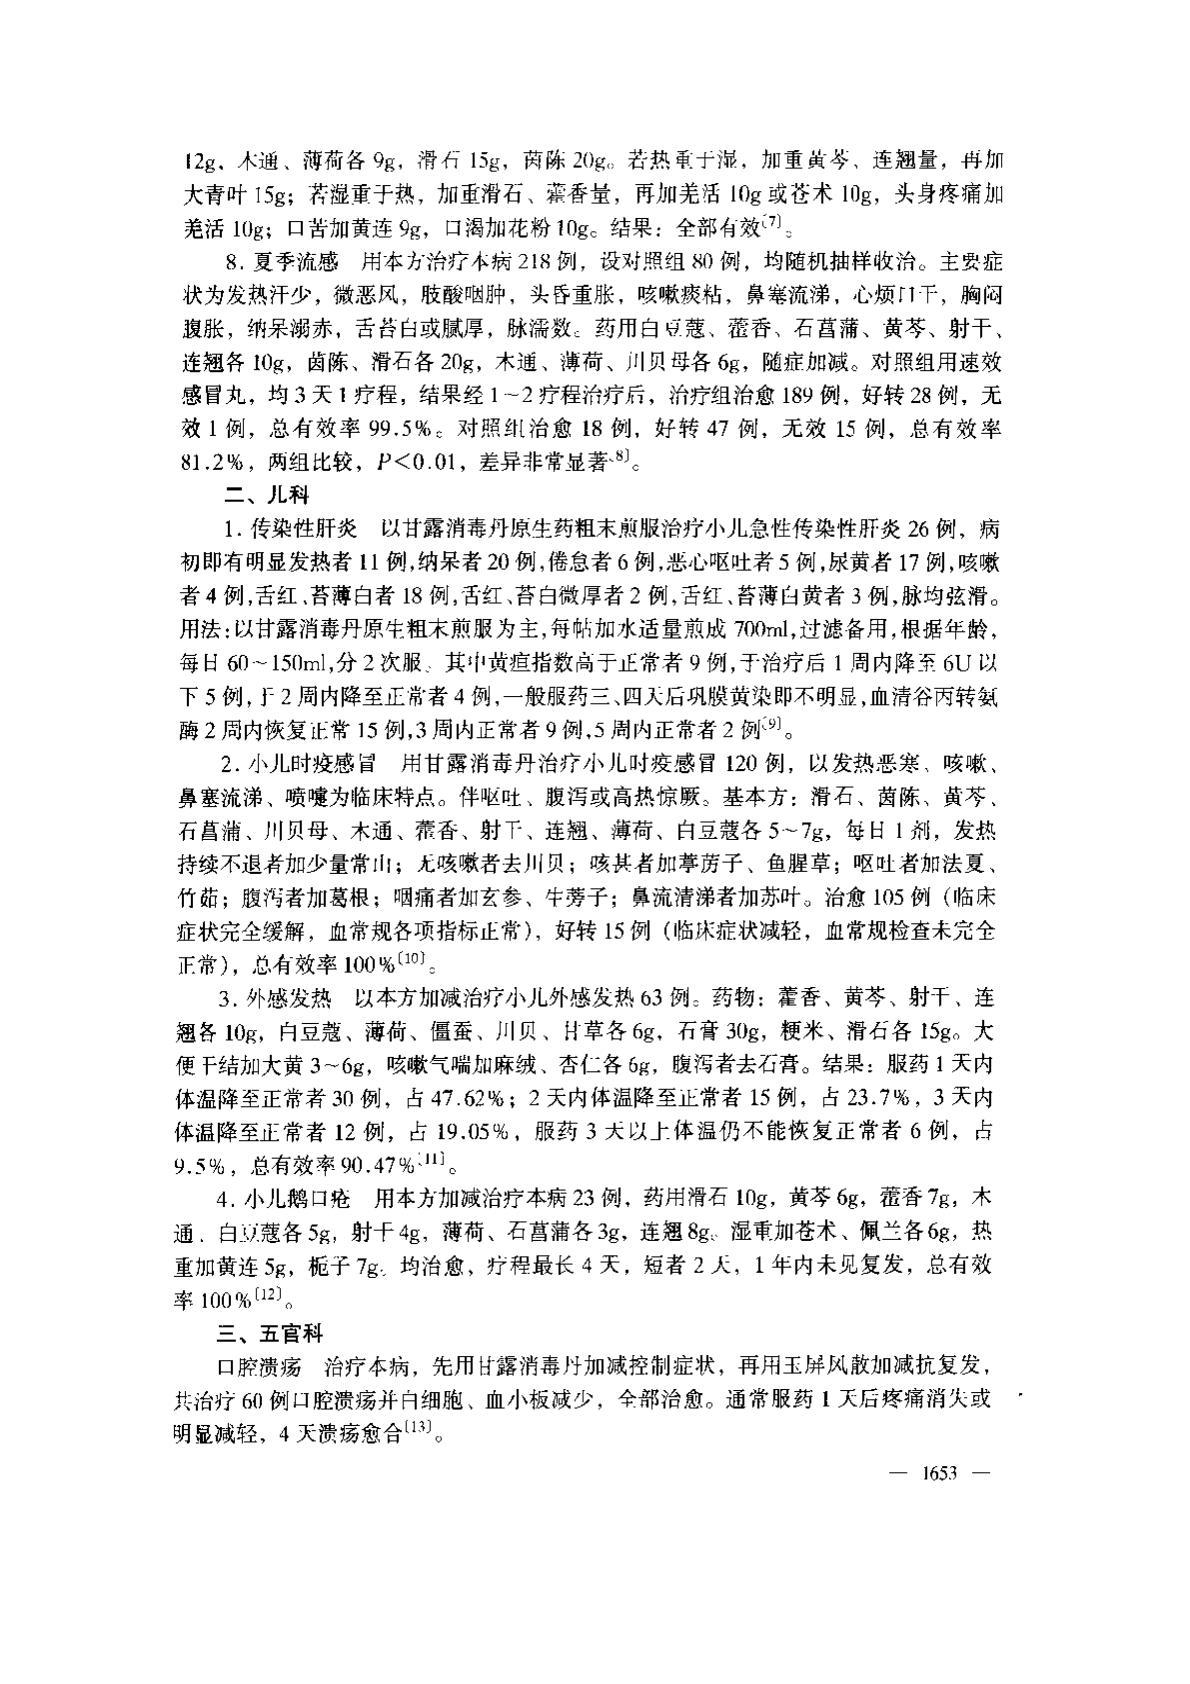 12g，木通、薄荷各 9g，滑石 15g，茵陈 20g。若热重于湿，加重黄芩、连翘量，再加
大青叶 15g；若湿重于热，加重滑石、藿香量，再加羌活 10g 或苍术 10g，头身疼痛加
羌活 10g；口苦加黄连 9g，口渴加花粉 10g。结果：全部有效〔7〕。
8. 夏季流感　用本方治疗本病 218 例，设对照组 80 例，均随机抽样收治。主要症
状为发热汗少，微恶风，肢酸咽肿，头昏重胀，咳嗽痰粘，鼻塞流涕，心烦口干，胸闷
腹胀，纳呆溺赤，舌苔白或腻厚，脉濡数。药用白豆蔻、藿香、石菖蒲、黄芩、射干、
连翘各 10g，茵陈、滑石各 20g，木通、薄荷、川贝母各 6g，随症加减。对照组用速效
感冒丸，均 3 天 1 疗程，结果经 1～2 疗程治疗后，治疗组治愈 189 例，好转 28 例，无
效 1 例，总有效率 99.5%。对照组治愈 18 例，好转 47 例，无效 15 例，总有效率
81.2%，两组比较，P＜0.01，差异非常显著〔8〕。
二、儿科
1. 传染性肝炎　以甘露消毒丹原生药粗末煎服治疗小儿急性传染性肝炎 26 例，病
初即有明显发热者 11 例,纳呆者 20 例,倦怠者 6 例,恶心呕吐者 5 例,尿黄者 17 例,咳嗽
者 4 例,舌红、苔薄白者 18 例,舌红、苔白微厚者 2 例,舌红、苔薄白黄者 3 例,脉均弦滑。
用法:以甘露消毒丹原生粗末煎服为主,每帖加水适量煎成 700ml,过滤备用,根据年龄,
每日 60～150ml,分 2 次服。其中黄疸指数高于正常者 9 例,于治疗后 1 周内降至 6U 以
下 5 例,于 2 周内降至正常者 4 例,一般服药三、四天后巩膜黄染即不明显,血清谷丙转氨
酶 2 周内恢复正常 15 例,3 周内正常者 9 例,5 周内正常者 2 例〔9〕。
2. 小儿时疫感冒　用甘露消毒丹治疗小儿时疫感冒 120 例，以发热恶寒、咳嗽、
鼻塞流涕、喷嚏为临床特点。伴呕吐、腹泻或高热惊厥。基本方：滑石、茵陈、黄芩、
石菖蒲、川贝母、木通、藿香、射干、连翘、薄荷、白豆蔻各 5～7g，每日 1 剂，发热
持续不退者加少量常山；无咳嗽者去川贝；咳甚者加葶苈子、鱼腥草；呕吐者加法夏、
竹茹；腹泻者加葛根；咽痛者加玄参、牛蒡子；鼻流清涕者加苏叶。治愈 105 例（临床
症状完全缓解，血常规各项指标正常），好转 15 例（临床症状减轻，血常规检查未完全
正常），总有效率 100%〔10〕。
3. 外感发热　以本方加减治疗小儿外感发热 63 例。药物：藿香、黄芩、射干、连
翘各 10g，白豆蔻、薄荷、僵蚕、川贝、甘草各 6g，石膏 30g，粳米、滑石各 15g。大
便干结加大黄 3～6g，咳嗽气喘加麻绒、杏仁各 6g，腹泻者去石膏。结果：服药 1 天内
体温降至正常者 30 例，占 47.62%；2 天内体温降至正常者 15 例，占 23.7%，3 天内
体温降至正常者 12 例，占 19.05%，服药 3 天以上体温仍不能恢复正常者 6 例，占
9.5%，总有效率 90.47%〔11〕。
4. 小儿鹅口疮　用本方加减治疗本病 23 例，药用滑石 10g，黄芩 6g，藿香 7g，木
通、白豆蔻各 5g，射干 4g，薄荷、石菖蒲各 3g，连翘 8g。湿重加苍术、佩兰各 6g，热
重加黄连 5g，栀子 7g。均治愈，疗程最长 4 天，短者 2 天，1 年内未见复发，总有效
率 100%〔12〕。
三、五官科
口腔溃疡　治疗本病，先用甘露消毒丹加减控制症状，再用玉屏风散加减抗复发，
共治疗 60 例口腔溃疡并白细胞、血小板减少，全部治愈。通常服药 1 天后疼痛消失或
明显减轻，4 天溃疡愈合〔13〕。
— 1653 —